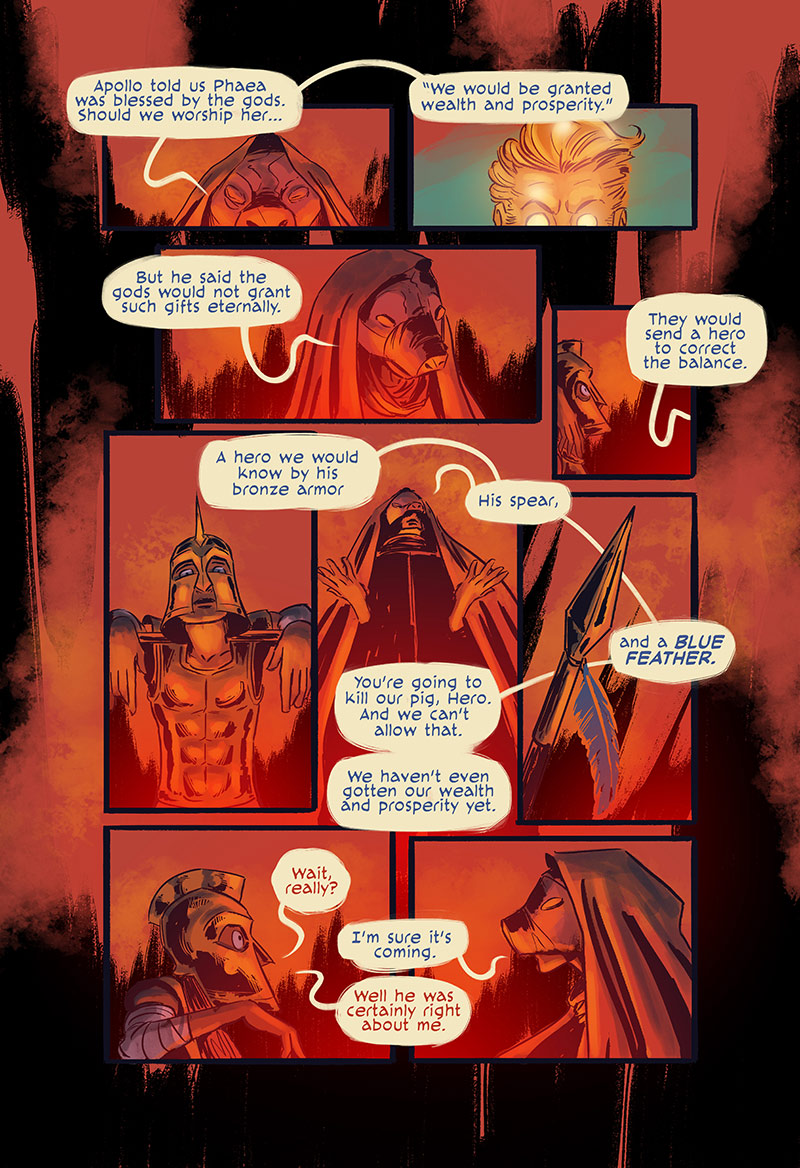 Apollo told us Phaea
was blessed by the gods.
Should we worship her...
"We would be granted
wealth and prosperity."
But he said the
gods would not grant
such gifts eternally.
They would
send a hero
to correct
the balance.
A hero we would
know by his
bronze armor
His spear,
and a BLUE
FEATHER.
You're going to
kill our pig, Hero.
And we can't
allow that.
We haven't even
gotten our wealth
and prosperity yet.
Wait,
really?
I'm sure it's
coming.
Well he was
certainly right
about me.